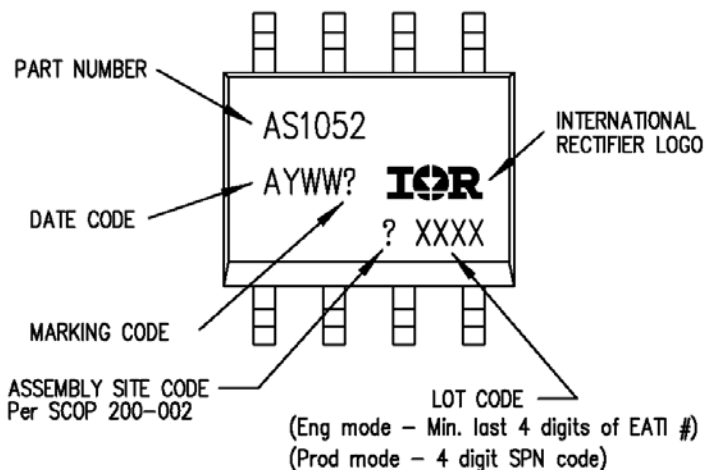 PART NUMBER
AS1052
INTERNATIONAL
RECTIFIER LOGO
AYWW?
IOR
DATE CODE
? XXXX
MARKING CODE
ASSEMBLY SITE CODE
Per SCOP 200-002
LOT CODE
(Eng mode – Min. last 4 digits of EATI #)
(Prod mode – 4 digit SPN code)